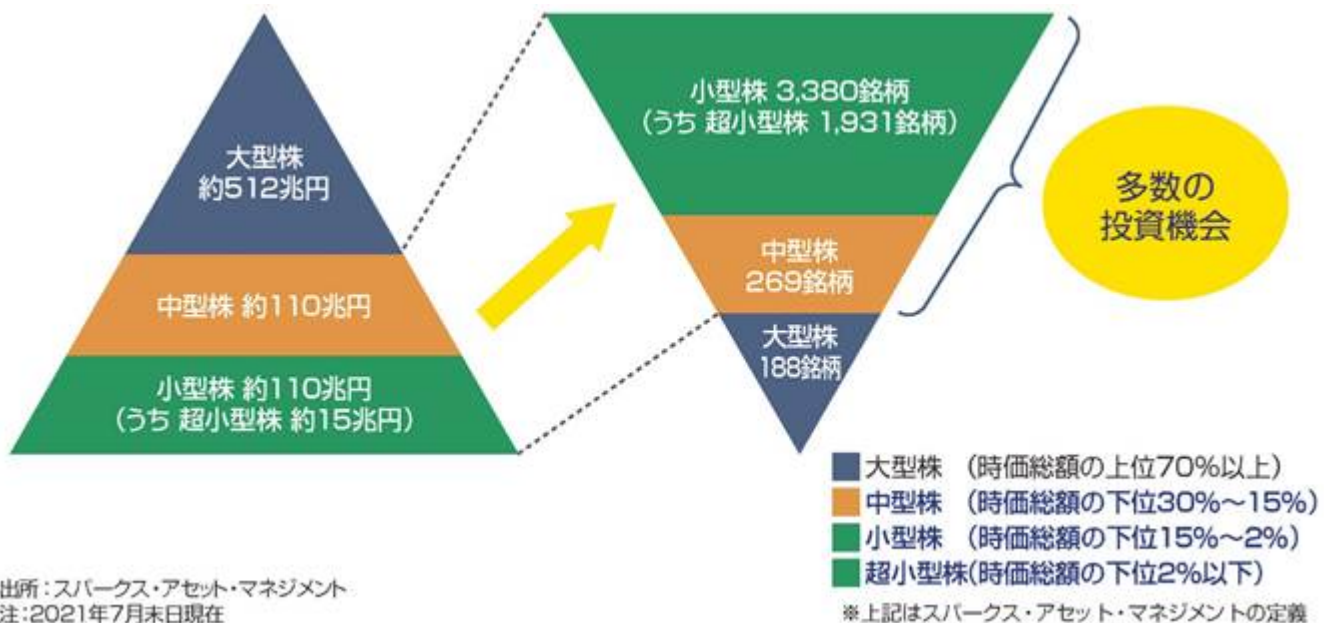 大型株
約512兆円
中型株 約110兆円
小型株 約110兆円
(うち 超小型株 約15兆円)
小型株 3,380銘柄
(うち 超小型株 1,931銘柄)
中型株
269銘柄
大型株
188銘柄
多数の
投資機会
大型株 (時価総額の上位70%以上)
中型株 (時価総額の下位30%～15%)
小型株 (時価総額の下位15%～2%)
超小型株(時価総額の下位2%以下)
※上記はスパークス・アセット・マネジメントの定義
出所：スパークス・アセット・マネジメント
注：2021年7月末日現在